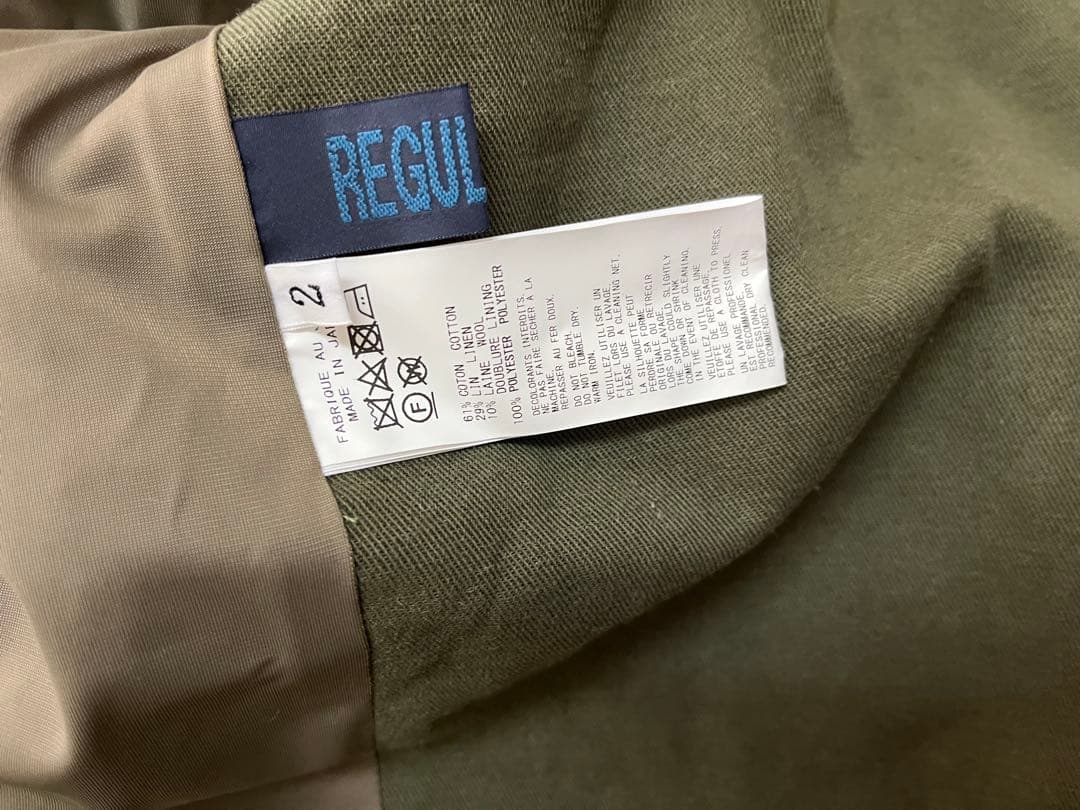 REGUL
2
FABRIQUE AU
MADE IN JA
F
61% COTON COTTON
29% LIN LINEN
10% LAINE WOOL
DOUBLURE LINING
100% POLYESTER POLYESTER
DECOLORANTS INTERDITS.
NE PAS FAIRE SECHER A LA
MACHINE.
REPASSER AU FER DOUX.
DO NOT BLEACH.
DO NOT TUMBLE DRY.
WARM IRON.
VEUILLEZ UTILISER UN
FILET LORS DU LAVAGE.
PLEASE USE A CLEANING NET.
LA SILHOUETTE PEUT
PERDRE SA FORME
ORIGINALE OU RETRECIR
LORS DU LAVAGE.
THE SHAPE COULD SLIGHTLY
COME DOWN OR SHRINK
IN THE EVENT OF CLEANING.
VEUILLEZ UTILISER UNE
ETOFFE DE REPASSAGE.
PLEASE USE A CLOTH TO PRESS.
UN LAVAGE PROFESSIONEL
EST RECOMMANDE.
PROFESSIONAL DRY CLEAN
RECOMMENDED.